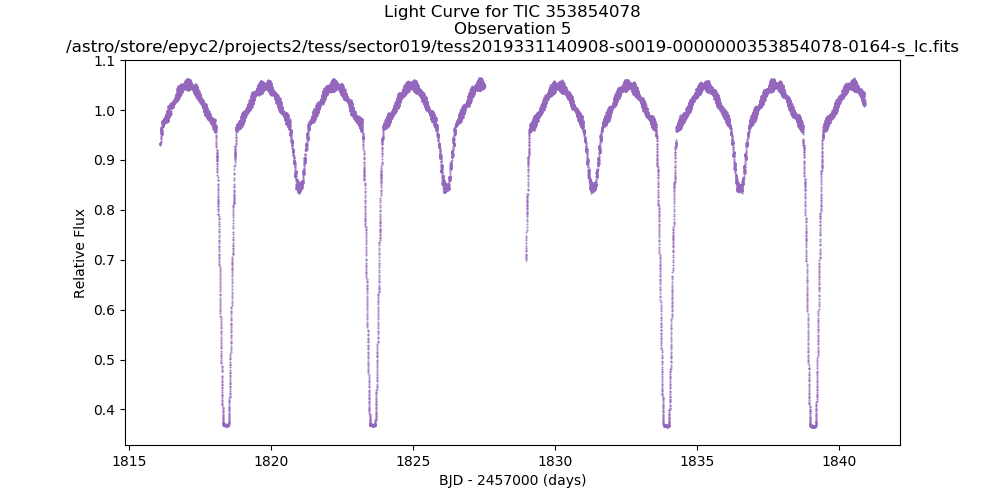 Light Curve for TIC 353854078
Observation 5
/astro/store/epyc2/projects2/tess/sector019/tess2019331140908-s0019-0000000353854078-0164-s_lc.fits
1.1
1.0
0.9
0.8
0.7
0.6
0.5
0.4
Relative Flux
1815
1820
1825
1830
1835
1840
BJD - 2457000 (days)